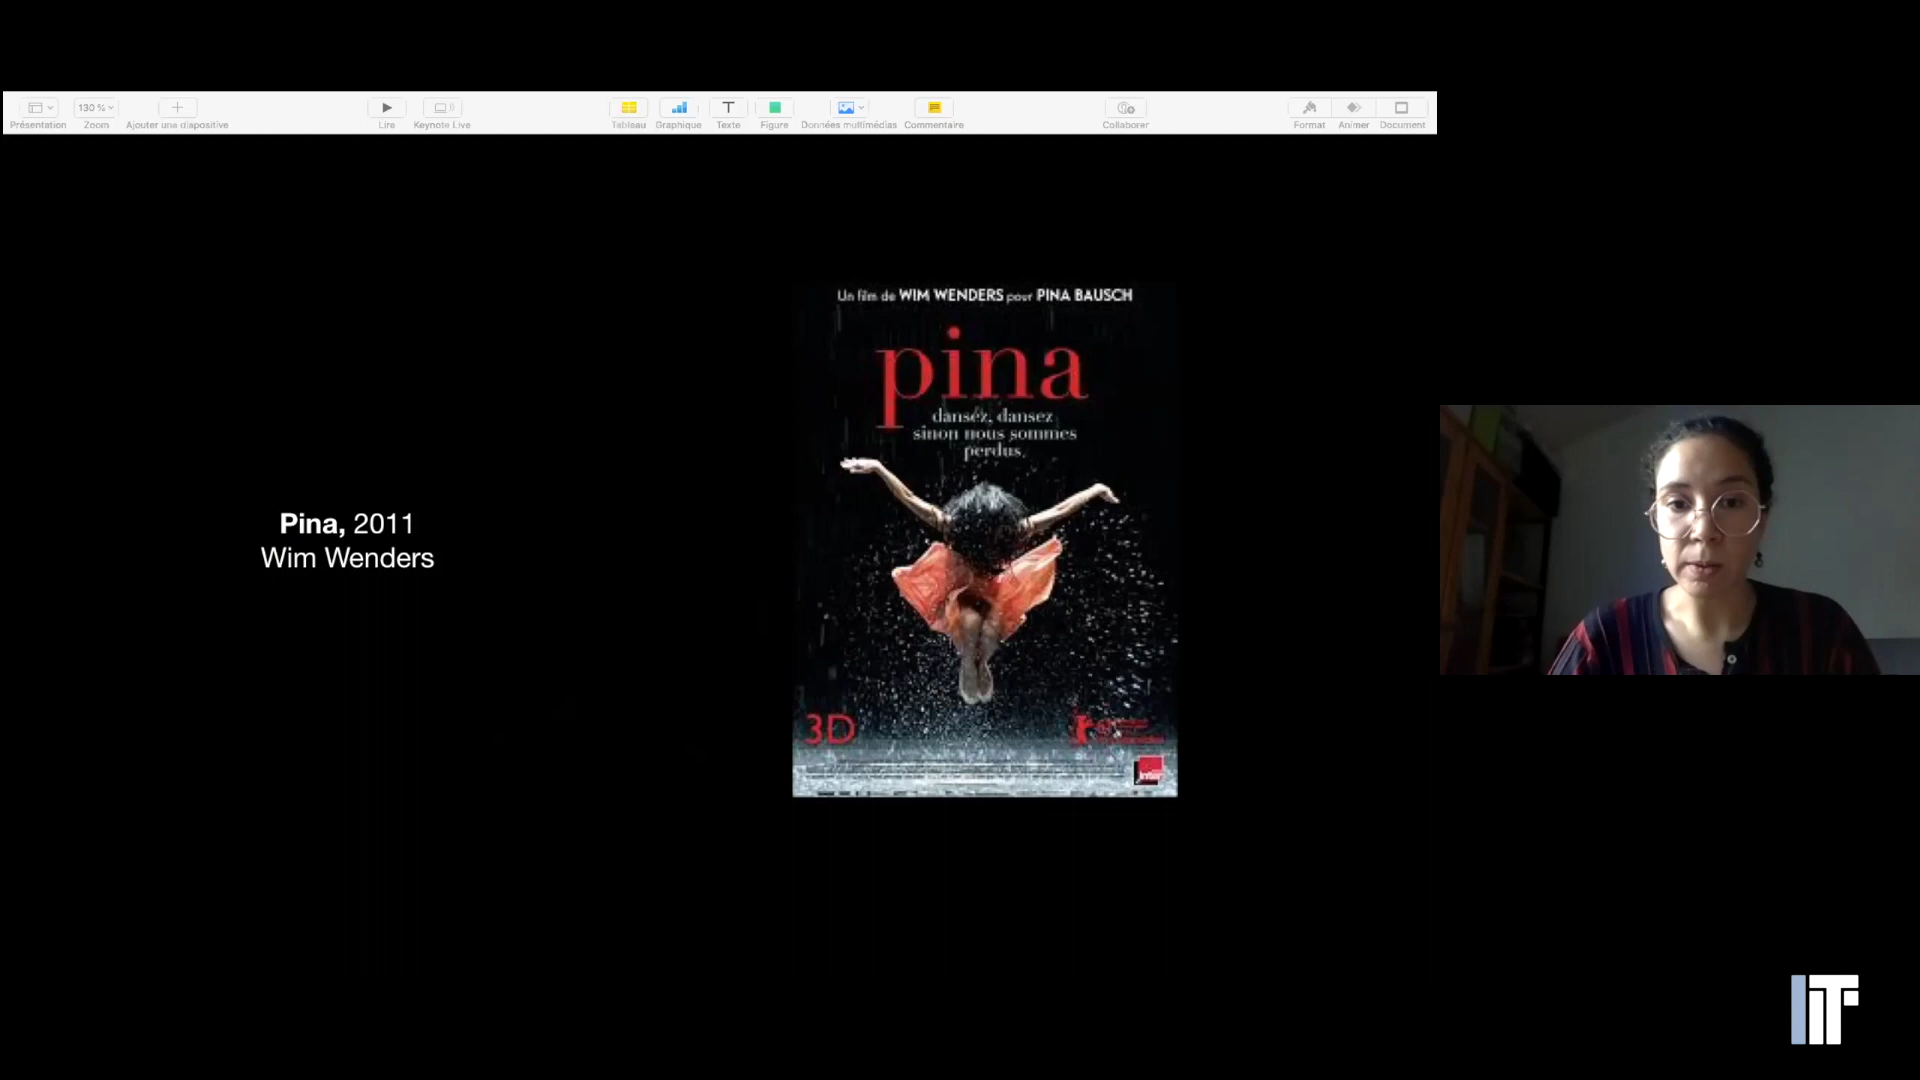 130 %
Présentation
Zoom
Ajouter une diapositive
Lire
Keynote Live
Tableau
Graphique
Texte
Figure
Données multimédias
Commentaire
Collaborer
Format
Animer
Document
Pina, 2011
Wim Wenders
Un film de WIM WENDERS pour PINA BAUSCH
pina
dansez, dansez
sinon nous sommes
perdus.
3D
inter